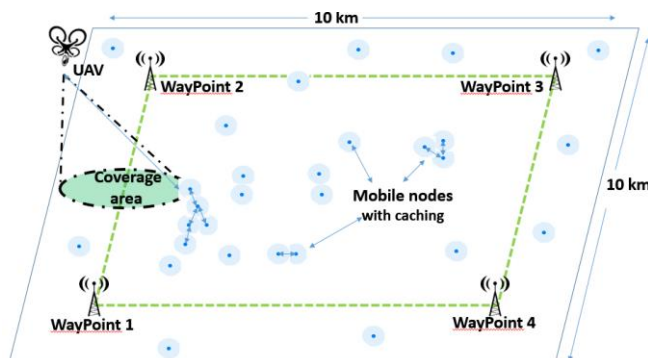 10 km
UAV
WayPoint 2
WayPoint 3
Coverage
area
Mobile nodes
with caching
10 km
WayPoint 1
WayPoint 4